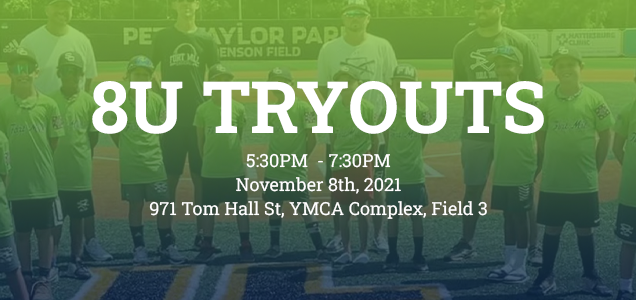 8U TRYOUTS
5:30PM - 7:30PM
November 8th, 2021
971 Tom Hall St, YMCA Complex, Field 3